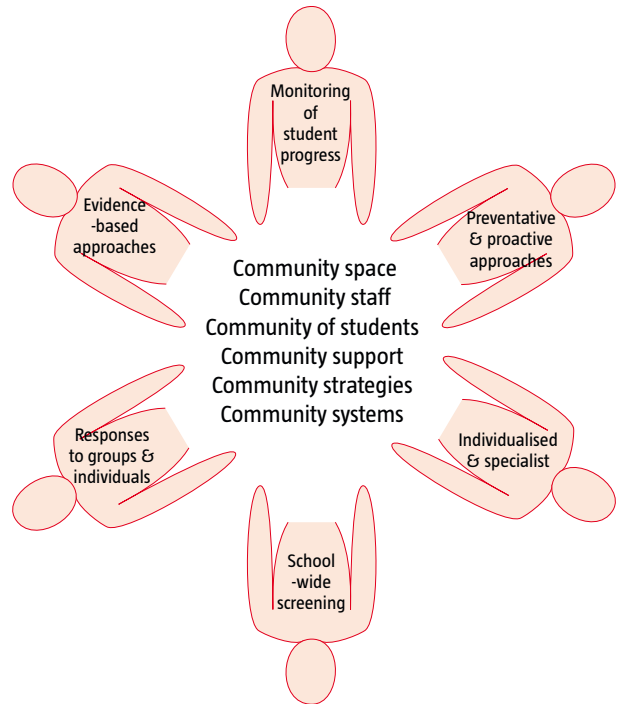 Monitoring
of
student
progress
Evidence
-based
approaches
Preventative
& proactive
approaches
Community space
Community staff
Community of students
Community support
Community strategies
Community systems
Responses
to groups &
individuals
Individualised
& specialist
School
-wide
screening